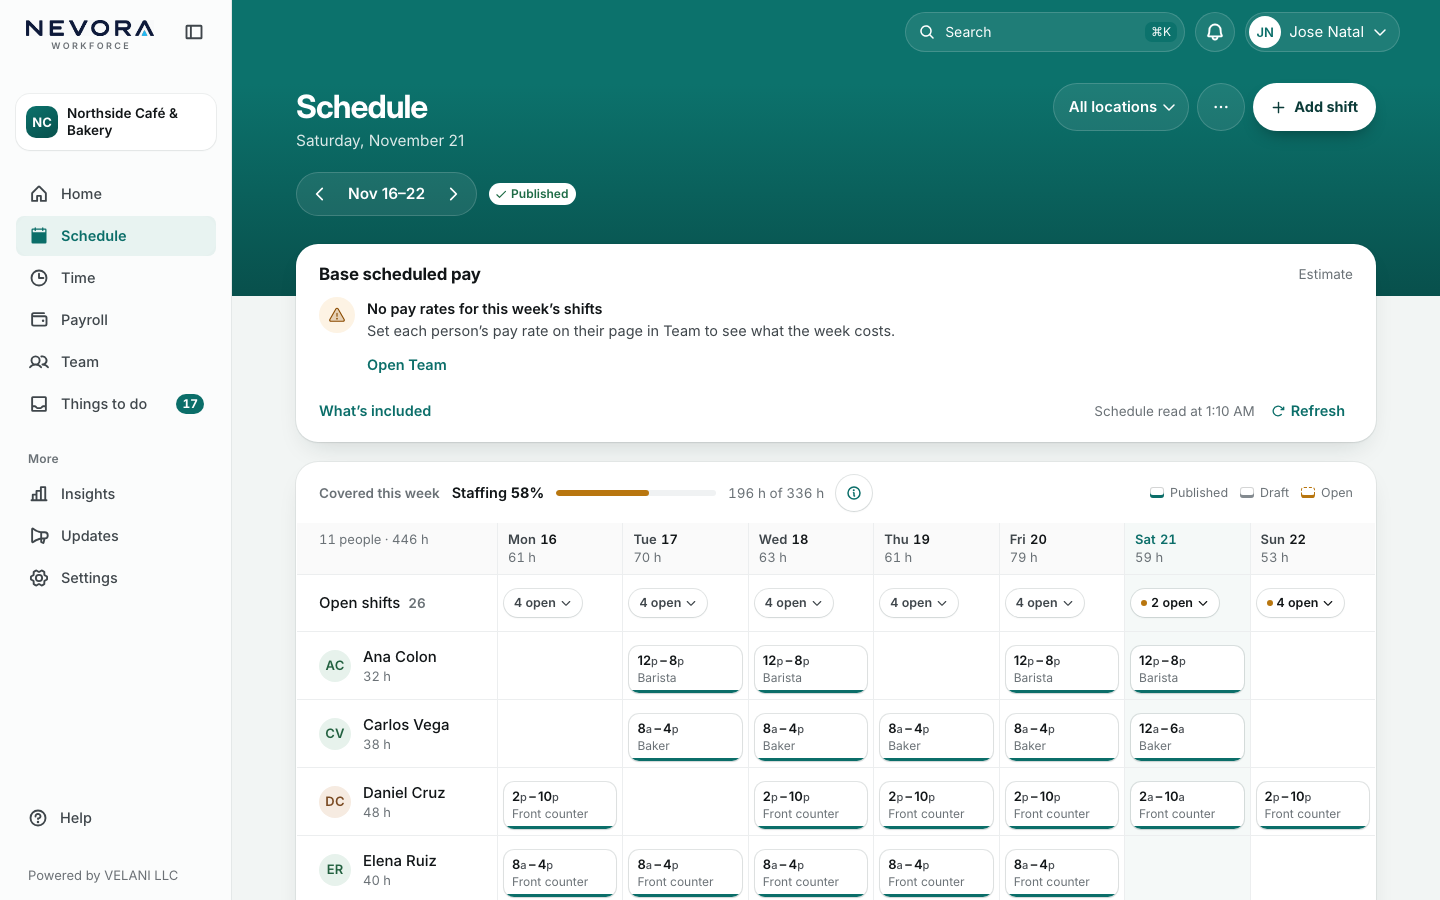 NEVORA
WORKFORCE
Search
⌘K
JN
Jose Natal
NC
Northside Café &
Bakery
Schedule
Saturday, November 21
All locations
Add shift
Nov 16–22
Published
Home
Schedule
Time
Payroll
Team
Things to do
17
More
Insights
Updates
Settings
Help
Powered by VELANI LLC
Base scheduled pay
Estimate
No pay rates for this week’s shifts
Set each person’s pay rate on their page in Team to see what the week costs.
Open Team
What’s included
Schedule read at 1:10 AM
Refresh
Covered this week
Staffing 58%
196 h of 336 h
Published
Draft
Open
11 people · 446 h
Mon 16
61 h
Tue 17
70 h
Wed 18
63 h
Thu 19
61 h
Fri 20
79 h
Sat 21
59 h
Sun 22
53 h
Open shifts 26
4 open
4 open
4 open
4 open
4 open
2 open
4 open
AC
Ana Colon
32 h
12p–8p
Barista
12p–8p
Barista
12p–8p
Barista
12p–8p
Barista
CV
Carlos Vega
38 h
8a–4p
Baker
8a–4p
Baker
8a–4p
Baker
8a–4p
Baker
12a–6a
Baker
DC
Daniel Cruz
48 h
2p–10p
Front counter
2p–10p
Front counter
2p–10p
Front counter
2p–10p
Front counter
2a–10a
Front counter
2p–10p
Front counter
ER
Elena Ruiz
40 h
8a–4p
Front counter
8a–4p
Front counter
8a–4p
Front counter
8a–4p
Front counter
8a–4p
Front counter